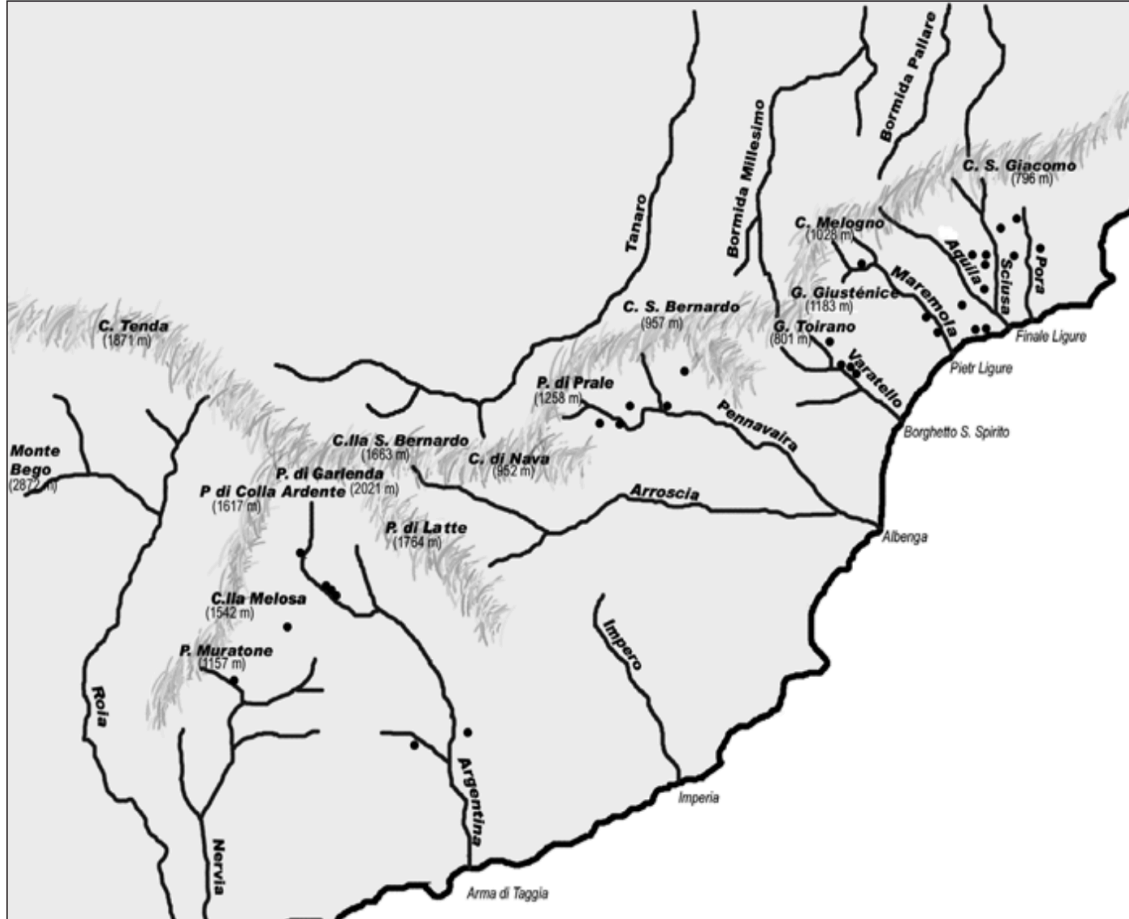 Bormida Pallare
Bormida Millesimo
C. S. Giacomo
(796 m)
Tanaro
C. Melogno
(1028 m)
Aquila
Sciusa
Pora
G. Giusténice
(1183 m)
Maremola
C. S. Bernardo
(957 m)
G. Toirano
(801 m)
C. Tenda
(1871 m)
Finale Ligure
Pietr Ligure
Varatello
P. di Prale
(1258 m)
Pennavaira
Borghetto S. Spirito
C.lla S. Bernardo
(1663 m)
Monte
Bego
(2872 m)
C. di Nava
(952 m)
P. di Garlenda
(2021 m)
P di Colla Ardente
(1617 m)
Arroscia
P. di Latte
(1764 m)
Albenga
C.lla Melosa
(1542 m)
Impero
P. Muratone
(1157 m)
Roia
Argentina
Imperia
Nervia
Arma di Taggia